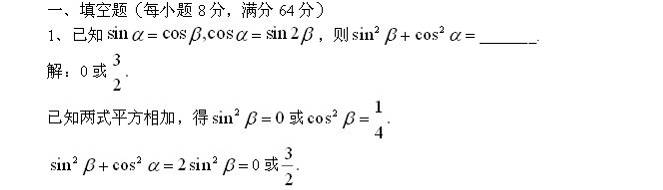 一、填空题（每小题 8 分，满分 64 分）
1、已知 sin α = cos β, cos α = sin 2β，则 sin² β + cos² α = ______.
解：0 或 3/2.
已知两式平方相加，得 sin² β = 0 或 cos² β = 1/4.
sin² β + cos² α = 2 sin² β = 0 或 3/2.